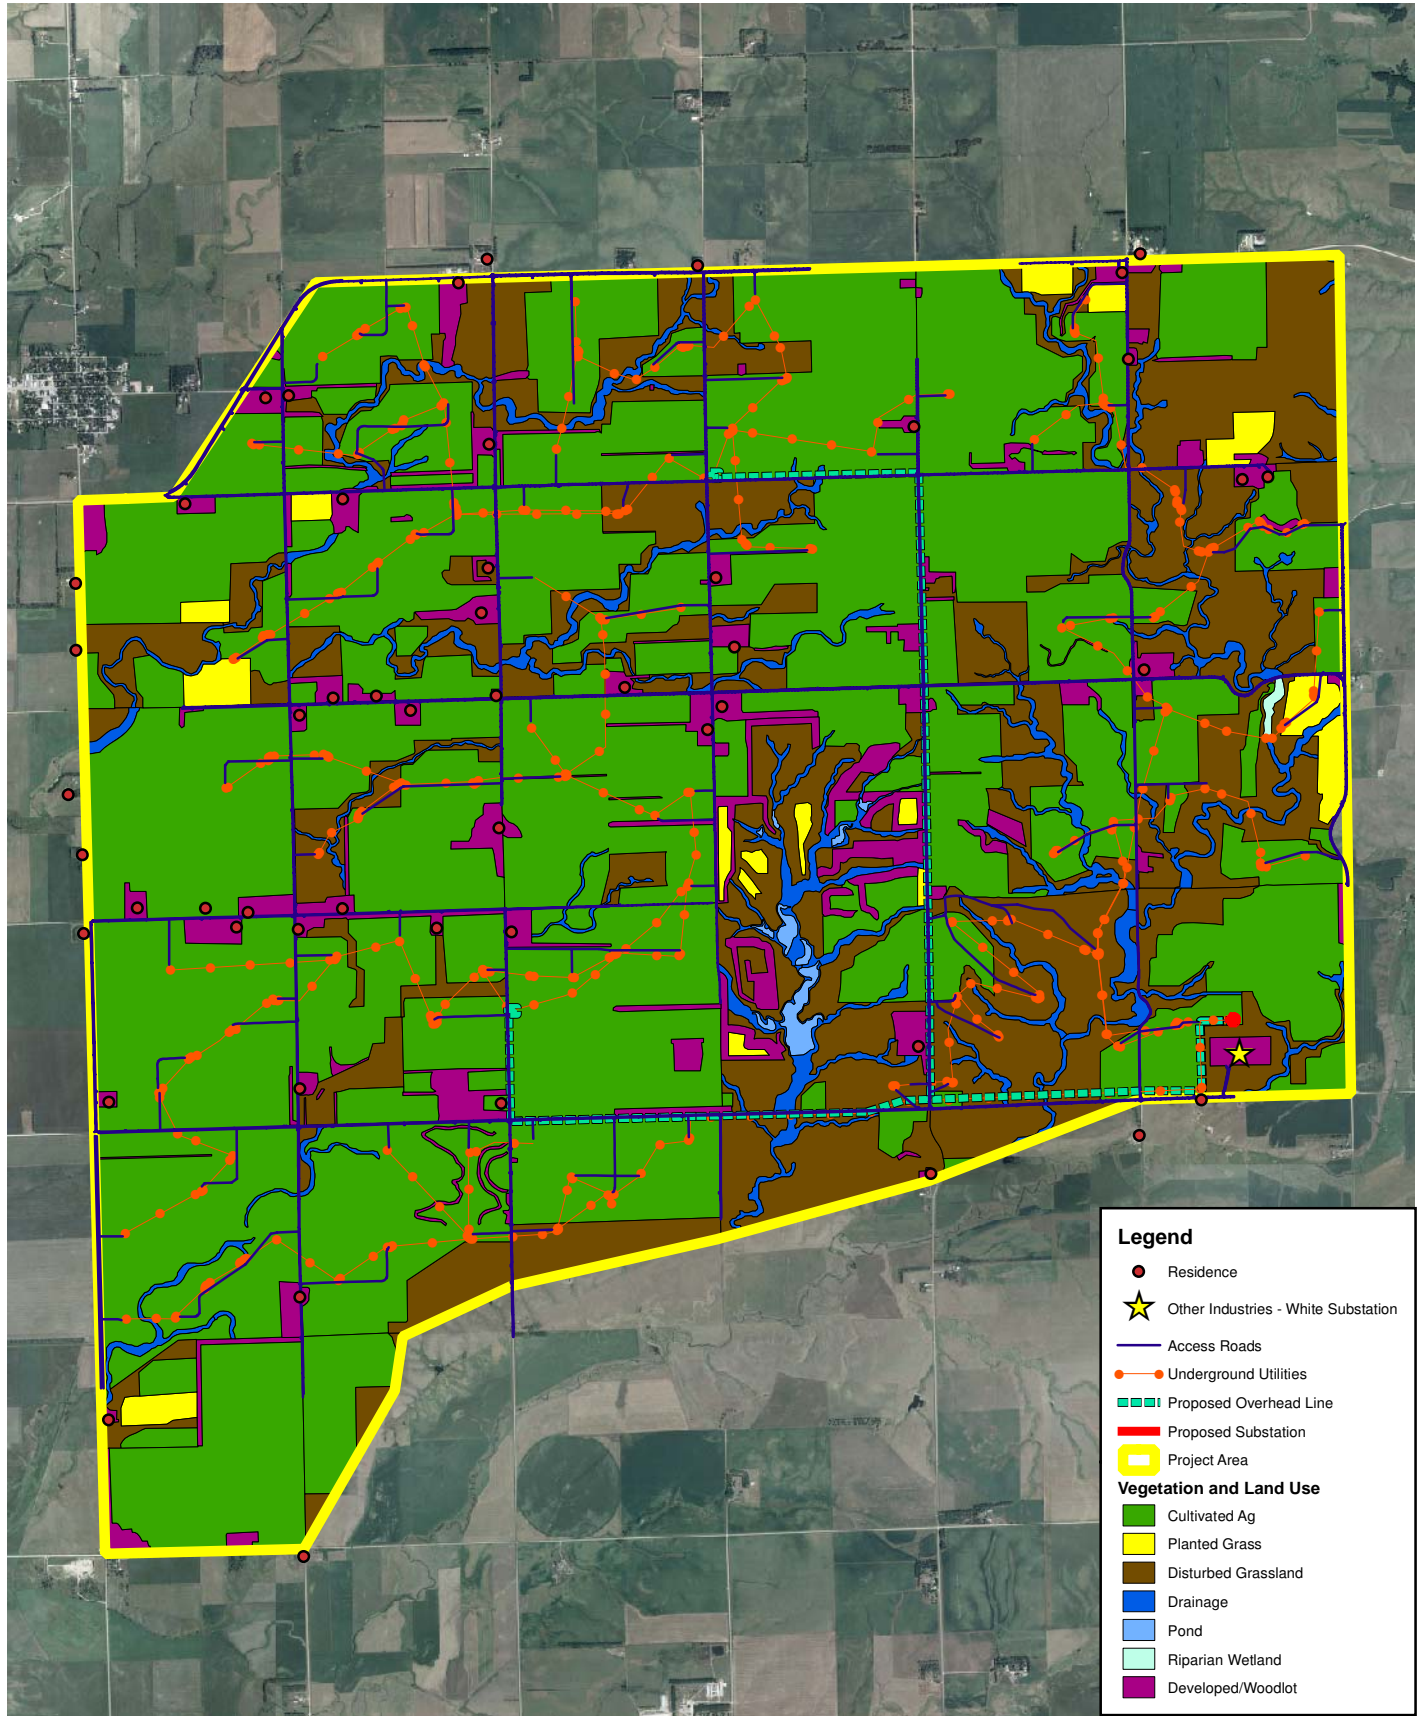 Legend
Residence
Other Industries - White Substation
Access Roads
Underground Utilities
Proposed Overhead Line
Proposed Substation
Project Area
Vegetation and Land Use
Cultivated Ag
Planted Grass
Disturbed Grassland
Drainage
Pond
Riparian Wetland
Developed/Woodlot